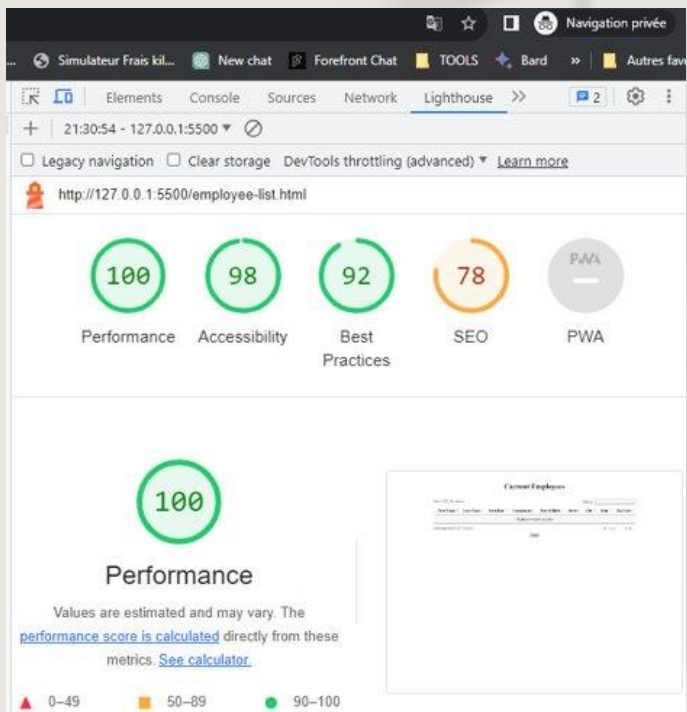 Navigation privée
... Simulateur Frais kil... New chat Forefront Chat TOOLS Bard » Autres fav
Elements Console Sources Network Lighthouse >> 2
21:30:54 - 127.0.0.1:5500
Legacy navigation Clear storage DevTools throttling (advanced) Learn more
http://127.0.0.1:5500/employee-list.html
100 98 92 78 PWA
Performance Accessibility Best Practices SEO PWA
100
Current Employees
Performance
Values are estimated and may vary. The
performance score is calculated directly from these
metrics. See calculator.
0–49 50–89 90–100